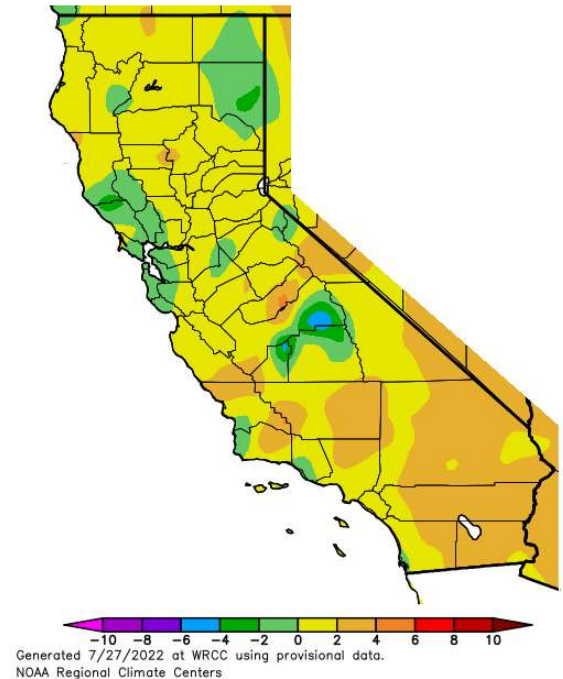 -10 -8 -6 -4 -2 0 2 4 6 8 10
Generated 7/27/2022 at WRCC using provisional data.
NOAA Regional Climate Centers